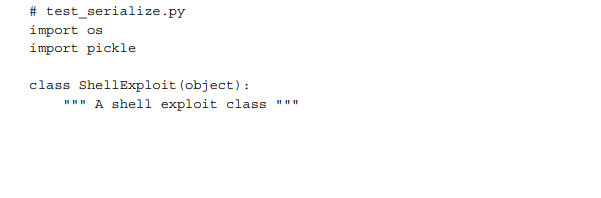 # test_serialize.py
import os
import pickle
class ShellExploit(object):
""" A shell exploit class """